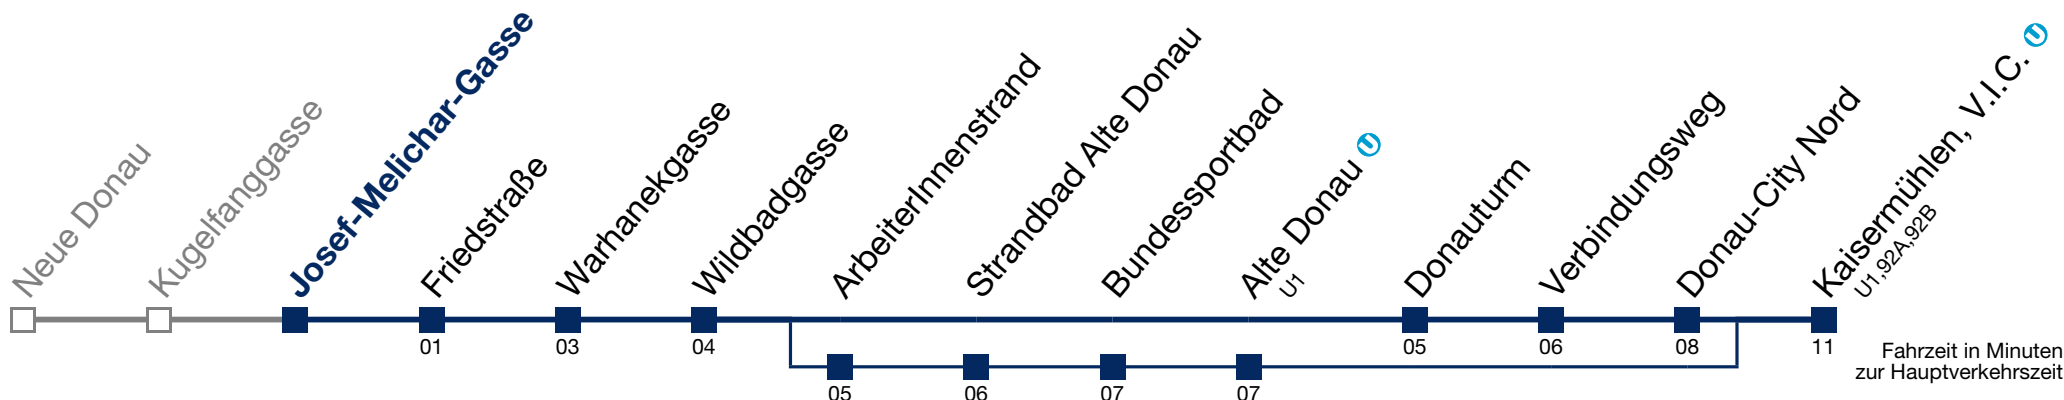 Neue Donau
Kugelfanggasse
Josef-Melichar-Gasse
Friedstraße
Warhanekgasse
Wildbadgasse
ArbeiterInnenstrand
Strandbad Alte Donau
Bundessportbad
Alte Donau U
U1
Donauturm
Verbindungsweg
Donau-City Nord
Kaisermühlen, V.I.C. U
U1,92A,92B
01
03
04
05
06
08
11
05
06
07
07
Fahrzeit in Minuten
zur Hauptverkehrszeit